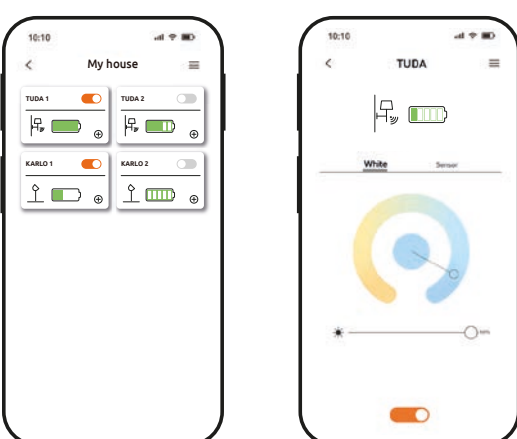 10:10
My house
TUDA 1
TUDA 2
KARLO 1
KARLO 2
10:10
TUDA
White
Sensor